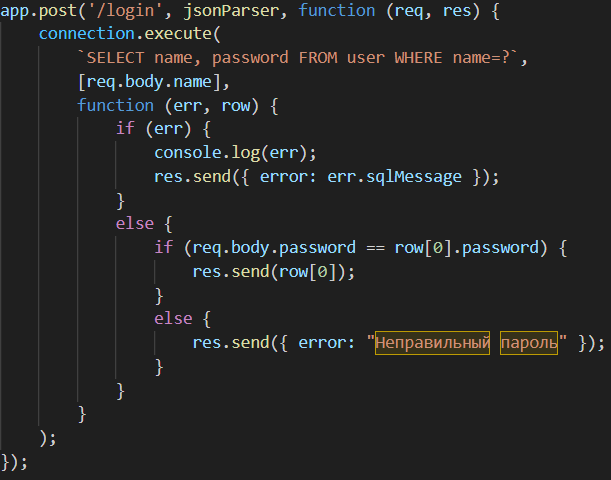 app.post('/login', jsonParser, function (req, res) {
    connection.execute(
        `SELECT name, password FROM user WHERE name=?`,
        [req.body.name],
        function (err, row) {
            if (err) {
                console.log(err);
                res.send({ error: err.sqlMessage });
            }
            else {
                if (req.body.password == row[0].password) {
                    res.send(row[0]);
                }
                else {
                    res.send({ error: "Неправильный пароль" });
                }
            }
        }
    );
});